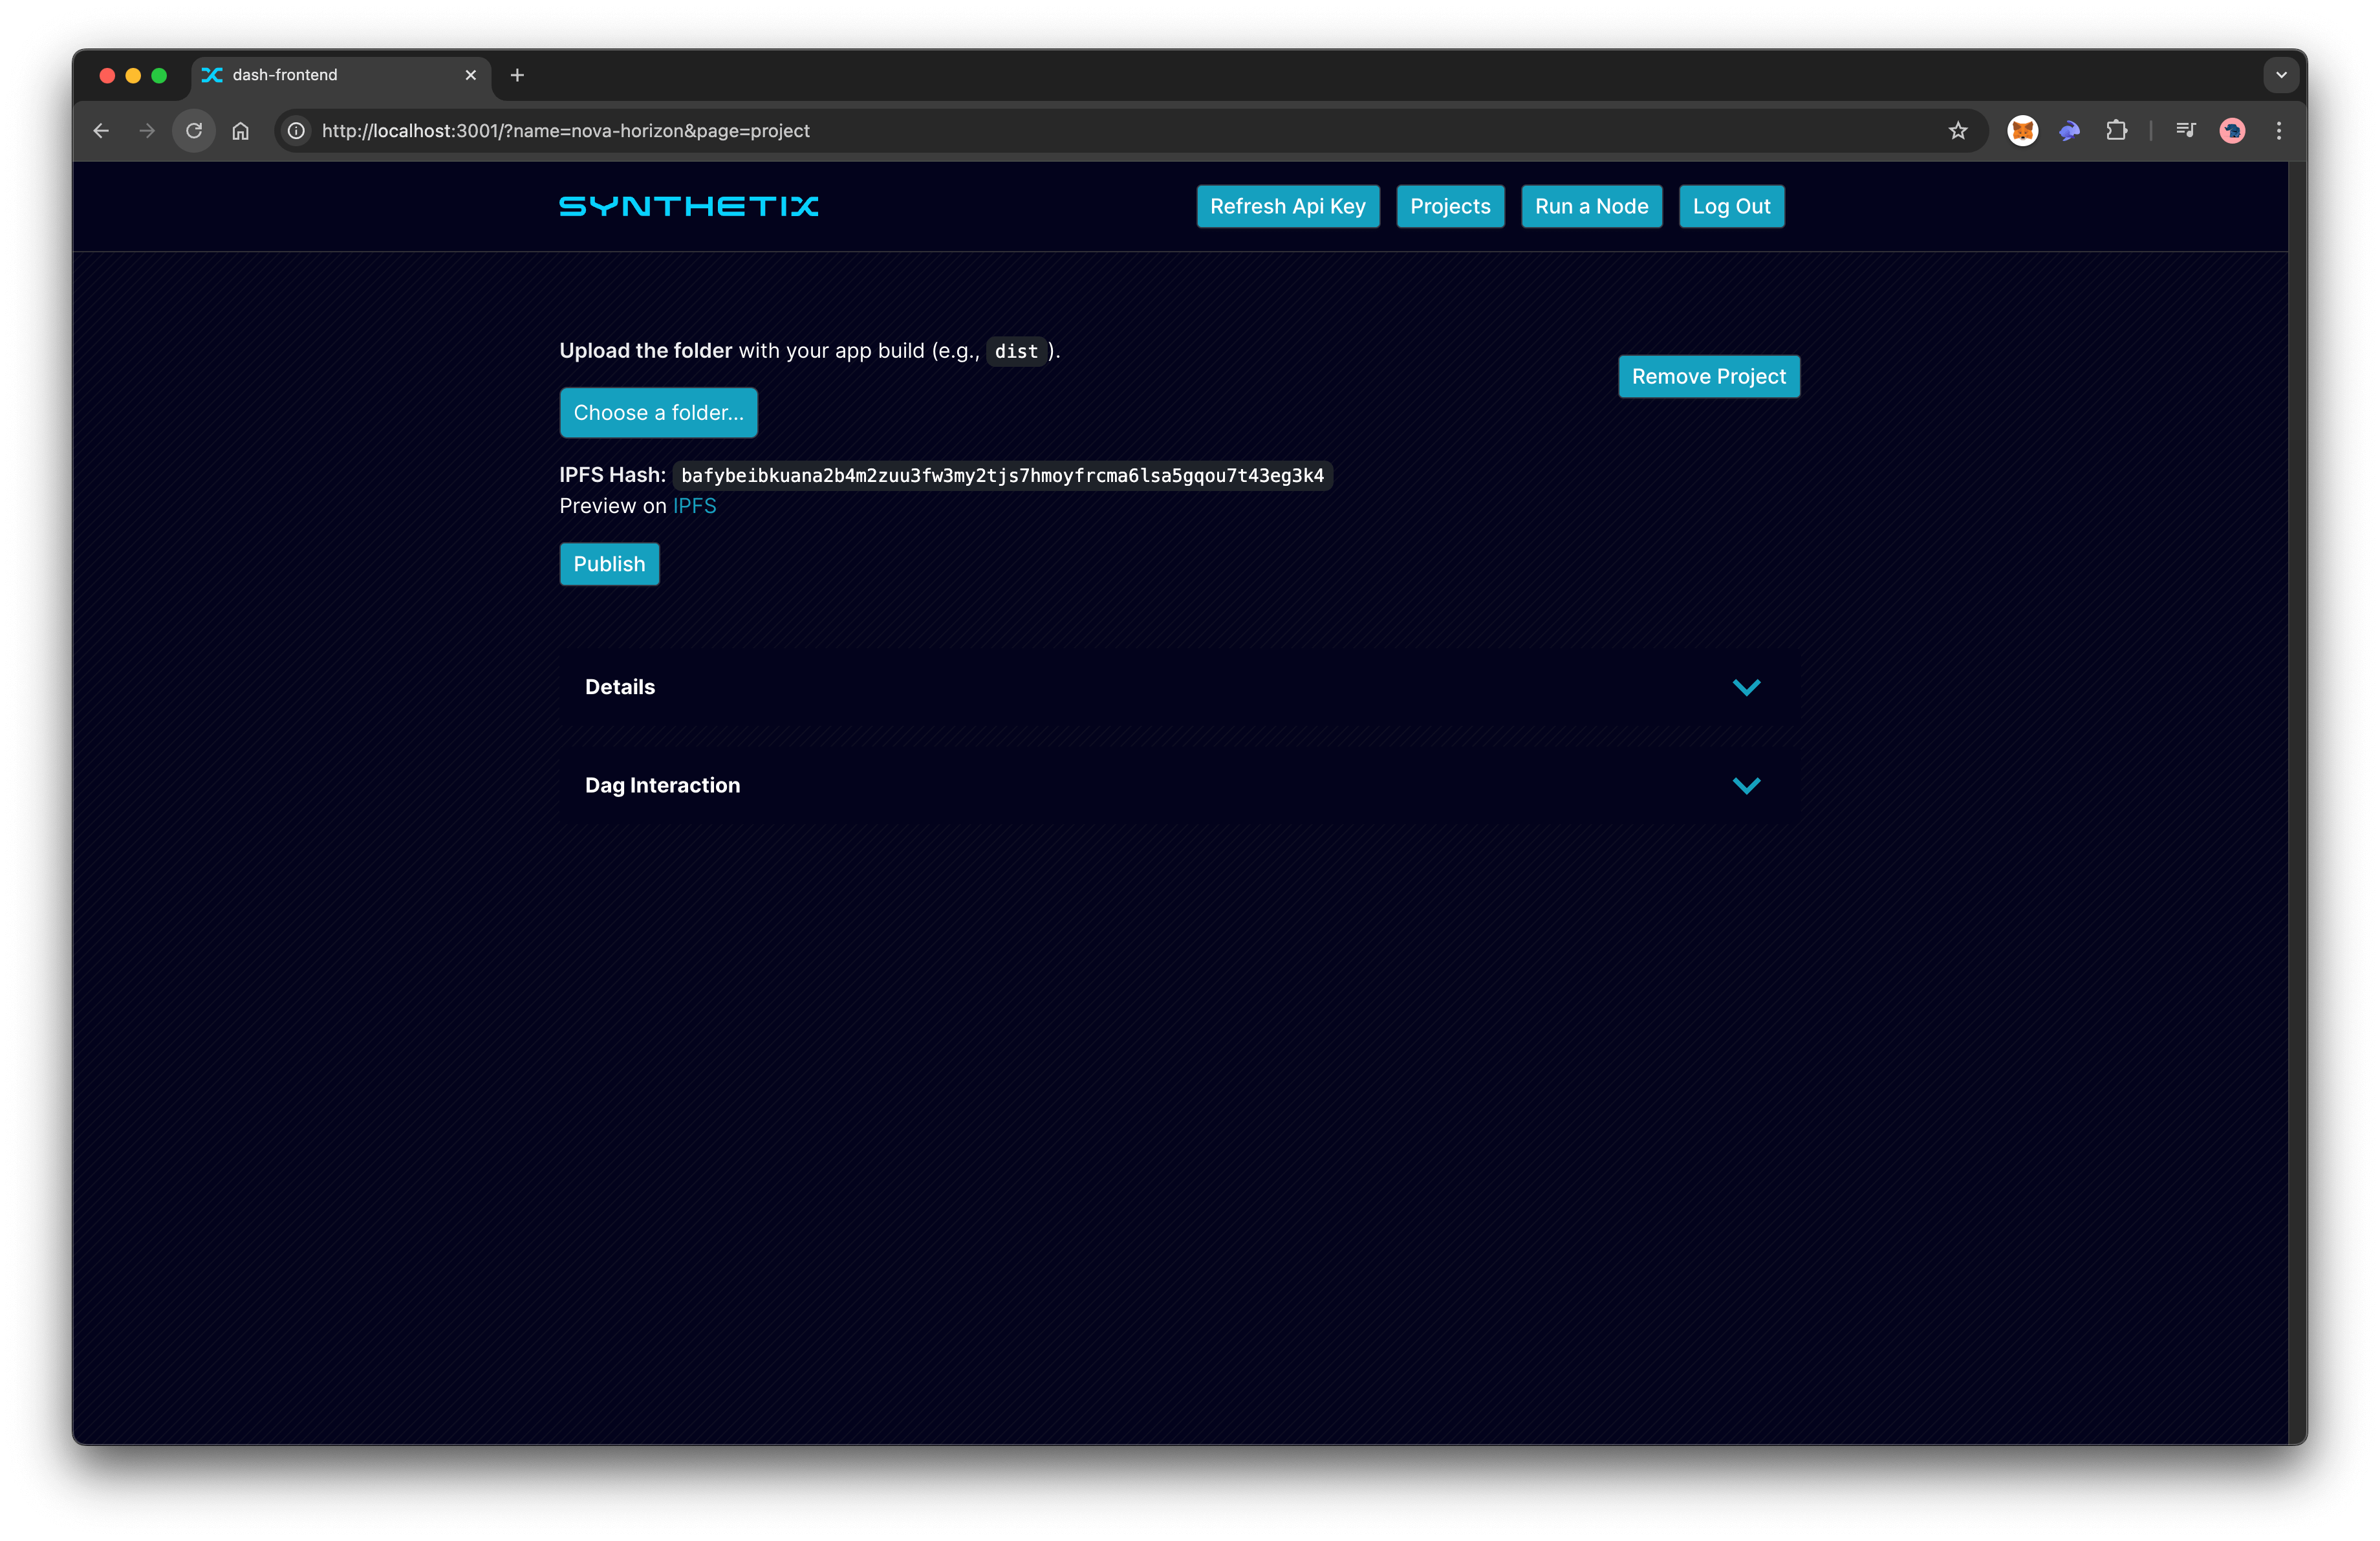 dash-frontend
http://localhost:3001/?name=nova-horizon&page=project
SYNTHETIX
Refresh Api Key
Projects
Run a Node
Log Out
Upload the folder with your app build (e.g., dist).
Remove Project
Choose a folder...
IPFS Hash: bafybeibkuana2b4m2zuu3fw3my2tjs7hmoyfrcma6lsa5gqou7t43eg3k4
Preview on IPFS
Publish
Details
Dag Interaction